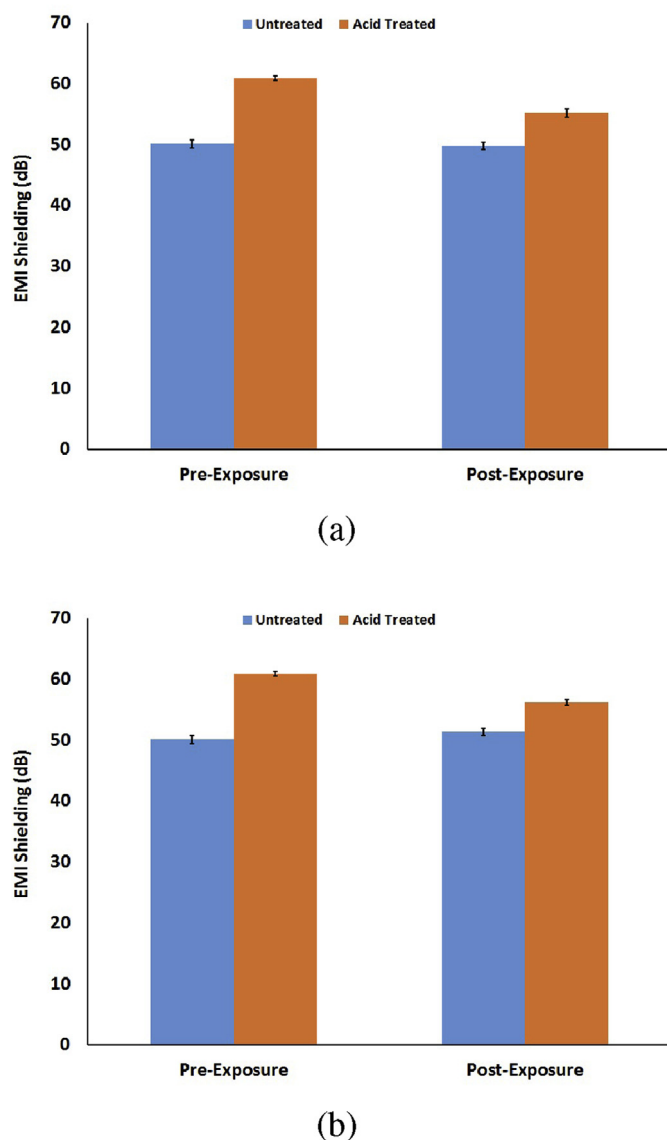 Untreated Acid Treated
70
60
50
40
30
20
10
0
EMI Shielding (dB)
Pre-Exposure Post-Exposure
(a)
Untreated Acid Treated
70
60
50
40
30
20
10
0
EMI Shielding (dB)
Pre-Exposure Post-Exposure
(b)